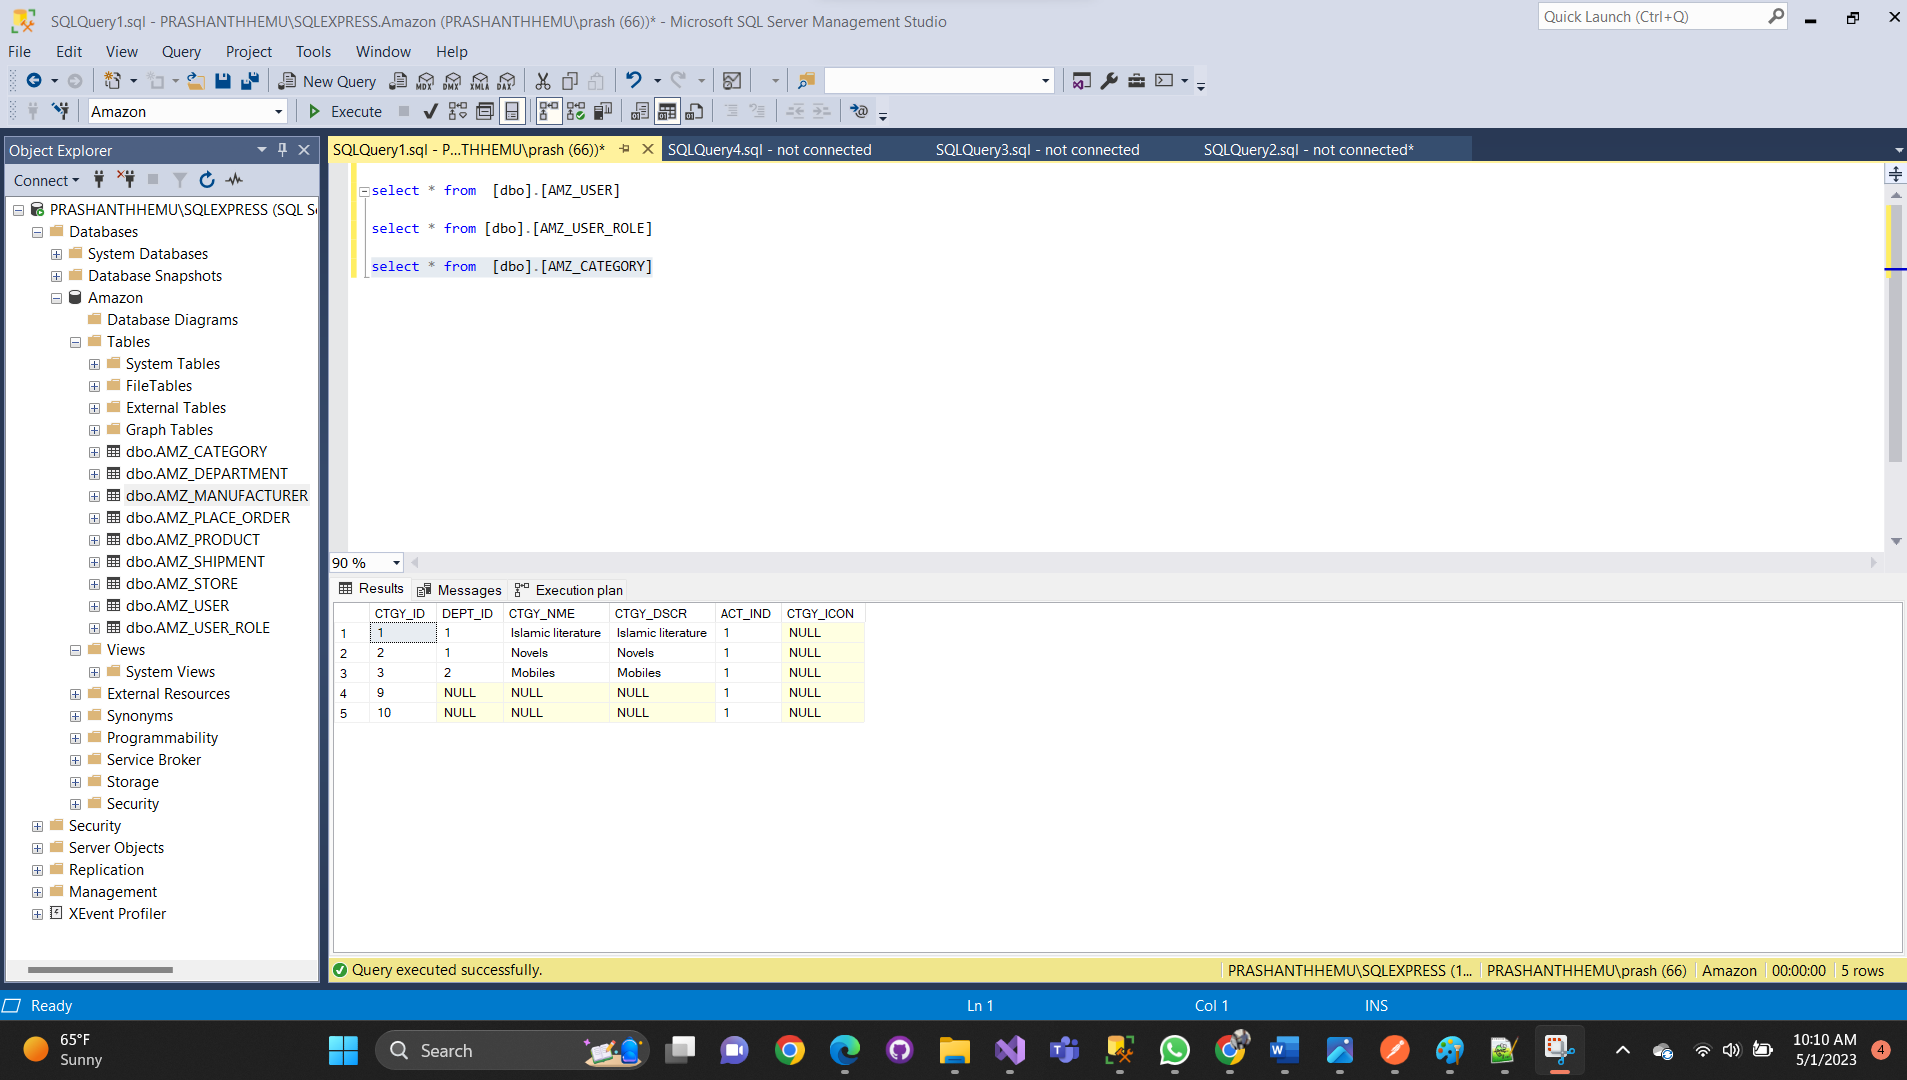 SQLQuery1.sql - PRASHANTHHEMU\SQLEXPRESS.Amazon (PRASHANTHHEMU\prash (66))* - Microsoft SQL Server Management Studio
Quick Launch (Ctrl+Q)
File Edit View Query Project Tools Window Help
New Query MDX DMX XMLA DAX
Amazon Execute
Object Explorer
Connect
PRASHANTHHEMU\SQLEXPRESS (SQL S
Databases
System Databases
Database Snapshots
Amazon
Database Diagrams
Tables
System Tables
FileTables
External Tables
Graph Tables
dbo.AMZ_CATEGORY
dbo.AMZ_DEPARTMENT
dbo.AMZ_MANUFACTURER
dbo.AMZ_PLACE_ORDER
dbo.AMZ_PRODUCT
dbo.AMZ_SHIPMENT
dbo.AMZ_STORE
dbo.AMZ_USER
dbo.AMZ_USER_ROLE
Views
System Views
External Resources
Synonyms
Programmability
Service Broker
Storage
Security
Security
Server Objects
Replication
Management
XEvent Profiler
SQLQuery1.sql - P...THHEMU\prash (66))* SQLQuery4.sql - not connected SQLQuery3.sql - not connected SQLQuery2.sql - not connected*
select * from  [dbo].[AMZ_USER]
select * from [dbo].[AMZ_USER_ROLE]
select * from  [dbo].[AMZ_CATEGORY]
90 %
Results Messages Execution plan
CTGY_ID DEPT_ID CTGY_NME CTGY_DSCR ACT_IND CTGY_ICON
1 1 1 Islamic literature Islamic literature 1 NULL
2 2 1 Novels Novels 1 NULL
3 3 2 Mobiles Mobiles 1 NULL
4 9 NULL NULL NULL 1 NULL
5 10 NULL NULL NULL 1 NULL
Query executed successfully. PRASHANTHHEMU\SQLEXPRESS (1... PRASHANTHHEMU\prash (66) Amazon 00:00:00 5 rows
Ready Ln 1 Col 1 INS
65°F
Sunny
Search
10:10 AM
5/1/2023
4